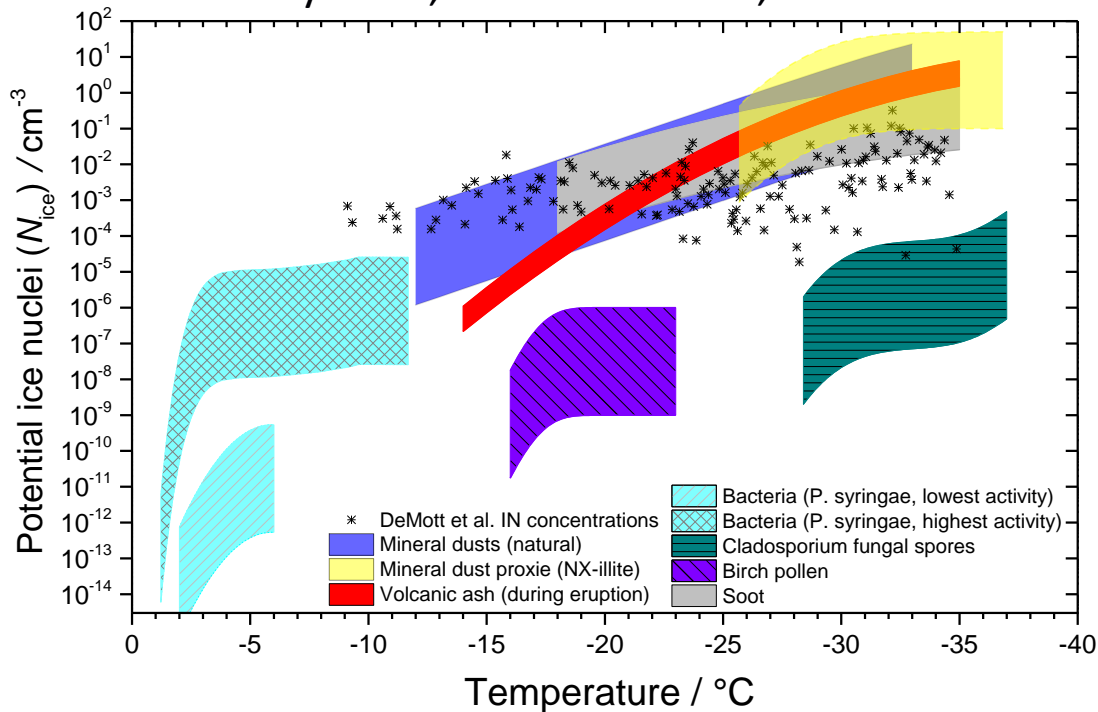 10^2
10^1
10^0
10^-1
10^-2
10^-3
10^-4
10^-5
10^-6
10^-7
10^-8
10^-9
10^-10
10^-11
10^-12
10^-13
10^-14
Potential ice nuclei (N_ice) / cm^-3
DeMott et al. IN concentrations
Mineral dusts (natural)
Mineral dust proxie (NX-illite)
Volcanic ash (during eruption)
Bacteria (P. syringae, lowest activity)
Bacteria (P. syringae, highest activity)
Cladosporium fungal spores
Birch pollen
Soot
0 -5 -10 -15 -20 -25 -30 -35 -40
Temperature / °C